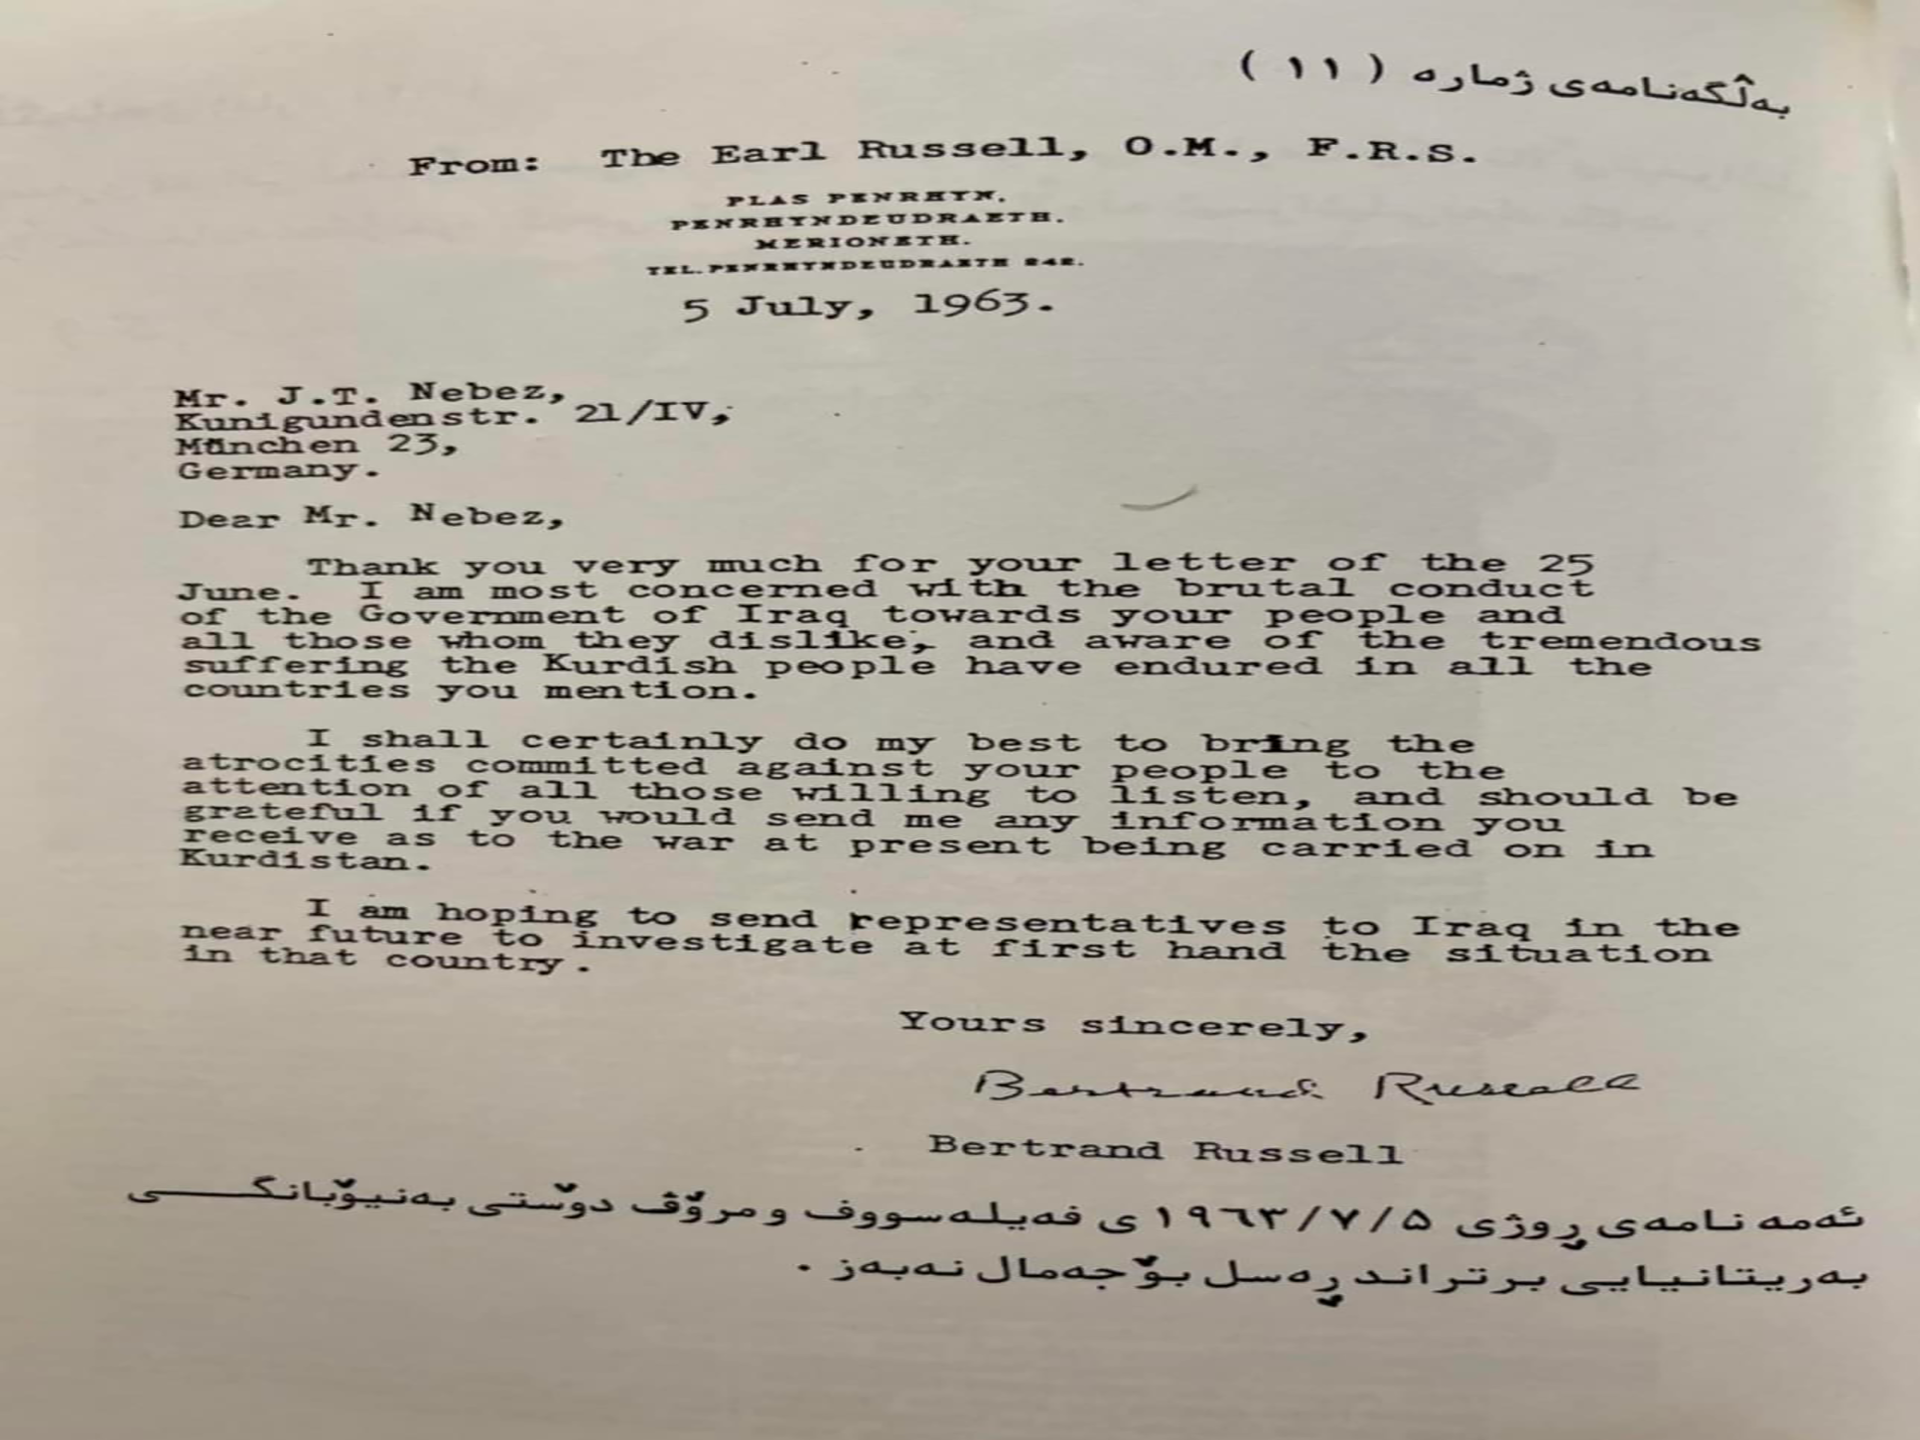 بەڵگەنامەی ژمارە ( ١١ )
From: The Earl Russell, O.M., F.R.S.
PLAS PENRHYN,
PENRHYNDEUDRAETH.
MERIONETH.
TEL. PENRHYNDEUDRAETH 242.
5 July, 1963.
Mr. J.T. Nebez,
Kunigundenstr. 21/IV,
München 23,
Germany.
Dear Mr. Nebez,
Thank you very much for your letter of the 25
June. I am most concerned with the brutal conduct
of the Government of Iraq towards your people and
all those whom they dislike, and aware of the tremendous
suffering the Kurdish people have endured in all the
countries you mention.
I shall certainly do my best to bring the
atrocities committed against your people to the
attention of all those willing to listen, and should be
grateful if you would send me any information you
receive as to the war at present being carried on in
Kurdistan.
I am hoping to send representatives to Iraq in the
near future to investigate at first hand the situation
in that country.
Yours sincerely,
Bertrand Russell
Bertrand Russell
ئەمە نامەی ڕۆژی ١٩٦٣/٧/٥ ی فەیلەسووف و مرۆڤ دۆستی بەنیۆبانگی
بەریتانیایی برتراند ڕەسل بۆ جەمال نەبەز .